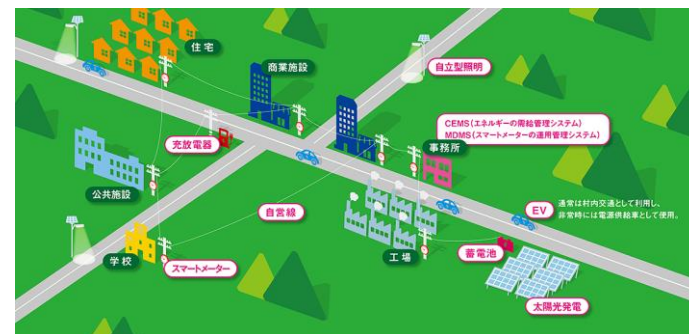 住宅
商業施設
自立型照明
CEMS(エネルギーの需給管理システム)
MDMS(スマートメーターの運用管理システム)
充放電器
事務所
公共施設
EV
通常は村内交通として利用し、
非常時には電源供給車として使用。
自営線
学校
スマートメーター
工場
蓄電池
太陽光発電